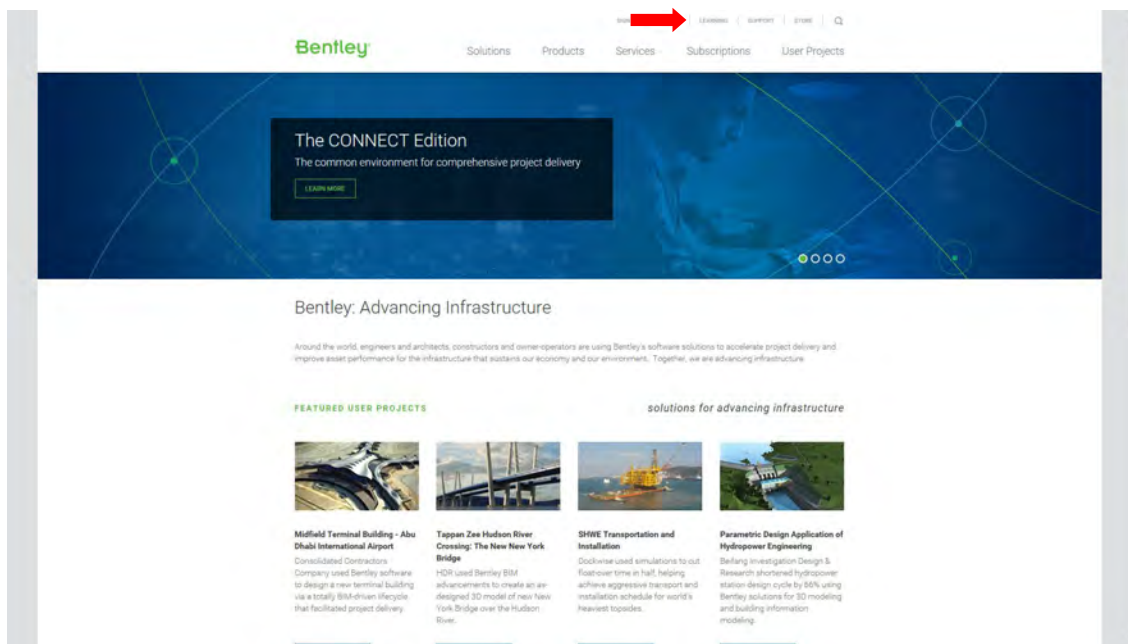 SIGN
LEARNING
SUPPORT
STORE
Bentley
Solutions
Products
Services
Subscriptions
User Projects
The CONNECT Edition
The common environment for comprehensive project delivery
LEARN MORE
Bentley: Advancing Infrastructure
Around the world, engineers and architects, constructors and owner-operators are using Bentley's software solutions to accelerate project delivery and
improve asset performance for the infrastructure that sustains our economy and our environment. Together, we are advancing infrastructure.
FEATURED USER PROJECTS
solutions for advancing infrastructure
Midfield Terminal Building - Abu
Dhabi International Airport
Consolidated Contractors
Company used Bentley software
to design a new terminal building
via a totally BIM-driven lifecycle
that facilitated project delivery.
Tappan Zee Hudson River
Crossing: The New New York
Bridge
HDR used Bentley BIM
advancements to create an as-
designed 3D model of new New
York Bridge over the Hudson
River.
SHWE Transportation and
Installation
Dockwise used simulations to cut
float-over time in half, helping
achieve aggressive transport and
installation schedule for world's
heaviest topsides.
Parametric Design Application of
Hydropower Engineering
Beifang Investigation Design &
Research shortened hydropower
station design cycle by 66% using
Bentley solutions for 3D modeling
and building information
modeling.